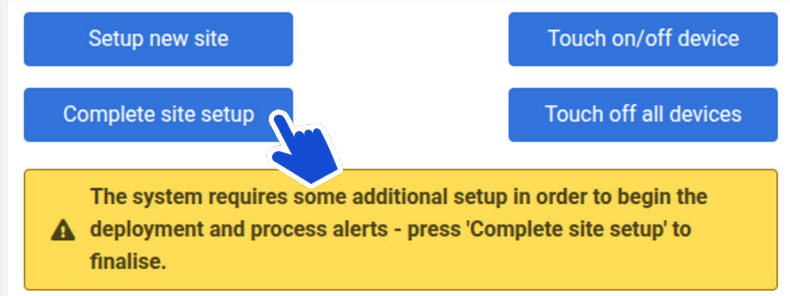 Setup new site
Touch on/off device
Complete site setup
Touch off all devices
The system requires some additional setup in order to begin the
deployment and process alerts - press 'Complete site setup' to
finalise.